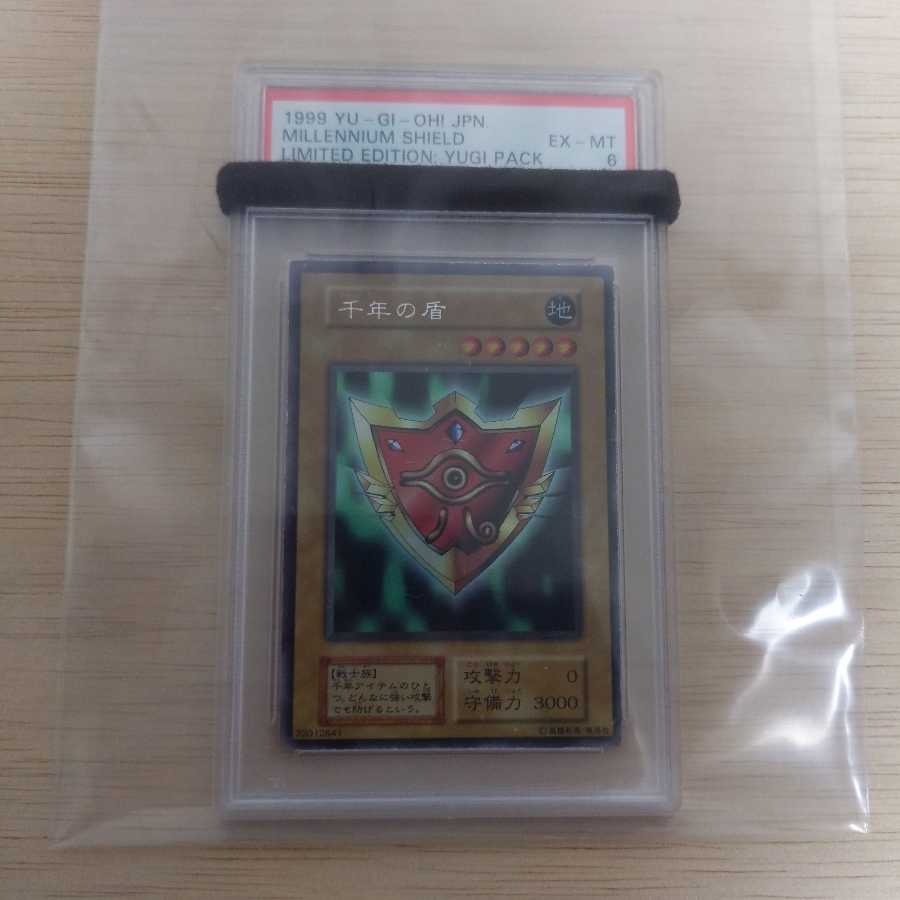 1999 YU-GI-OH! JPN.
MILLENNIUM SHIELD EX-MT
LIMITED EDITION: YUGI PACK 6
千年の盾 地
【戦士族】
千年アイテムのひと
つ。どんなに強い攻撃
でも防げるという。
攻撃力 0
守備力 3000